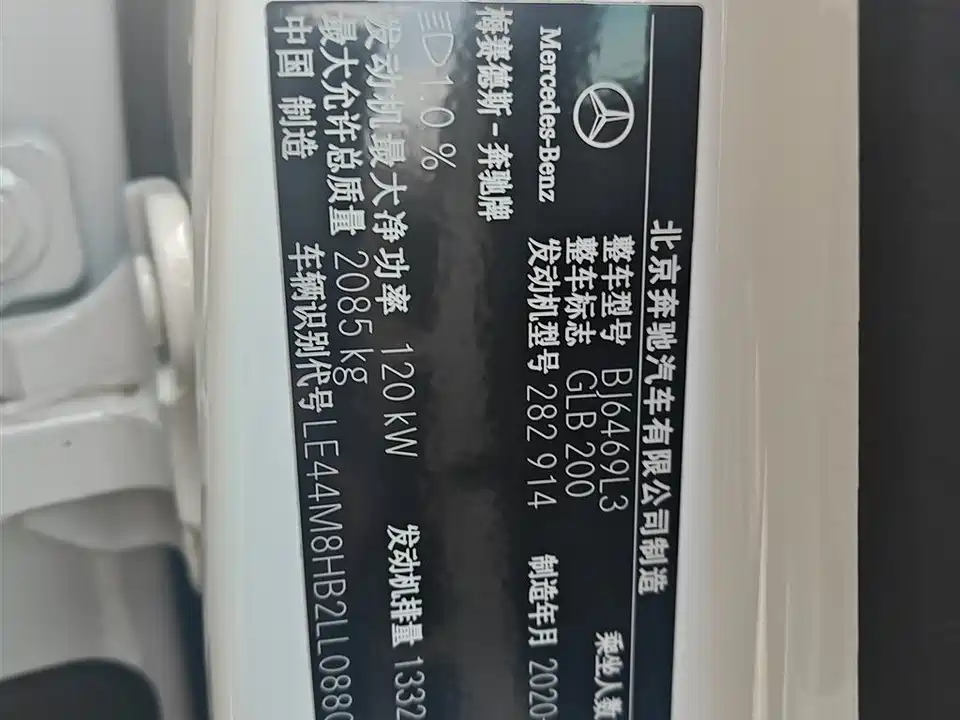 北京奔驰汽车有限公司制造
Mercedes-Benz
整车型号 BJ6469L3 乘坐人数
整车标志 GLB 200
发动机型号 282 914 制造年月 2020-
梅赛德斯-奔驰牌
1.0 %
发动机最大净功率 120 kW 发动机排量 1332
最大允许总质量 2085 kg
中国 制造 车辆识别代号 LE44M8HB2LL0880